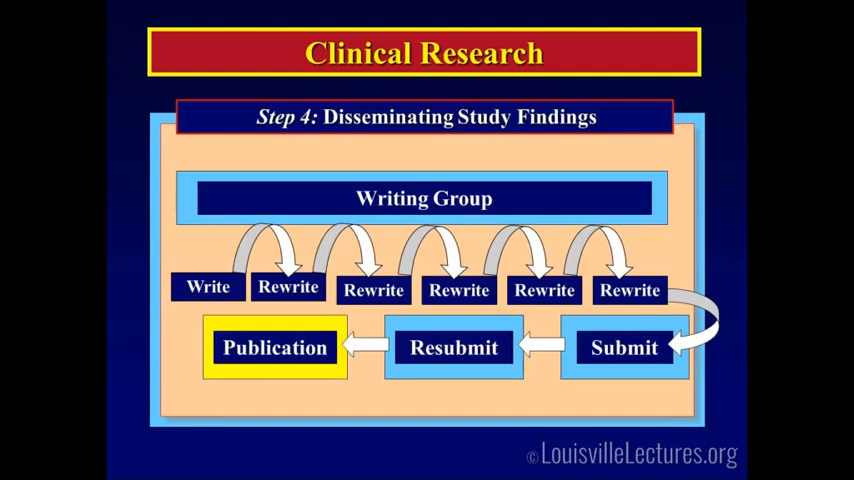 Clinical Research
Step 4: Disseminating Study Findings
Writing Group
Write
Rewrite
Rewrite
Rewrite
Rewrite
Rewrite
Publication
Resubmit
Submit
©LouisvilleLectures.org